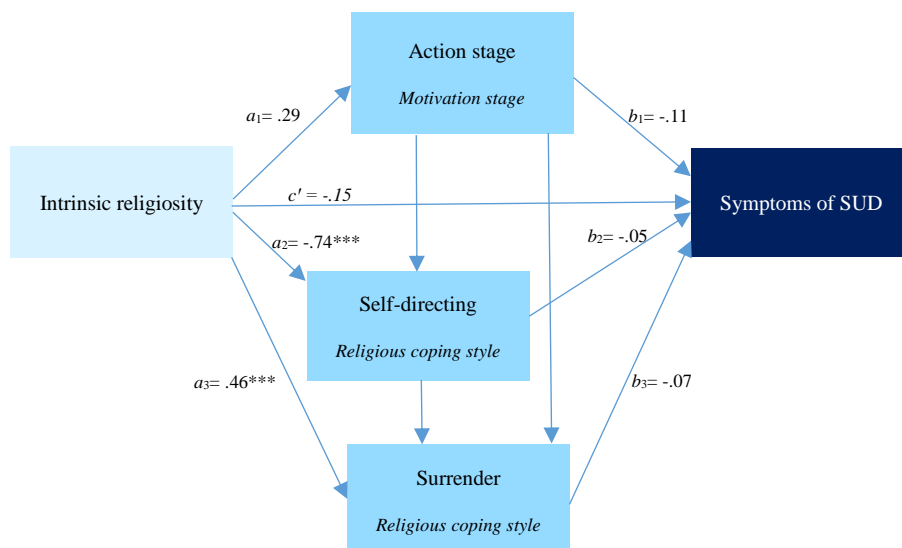 Action stage
Motivation stage
a1= .29
b1= -.11
Intrinsic religiosity
c' = -.15
Symptoms of SUD
a2= -.74***
b2= -.05
Self-directing
Religious coping style
a3= .46***
b3= -.07
Surrender
Religious coping style